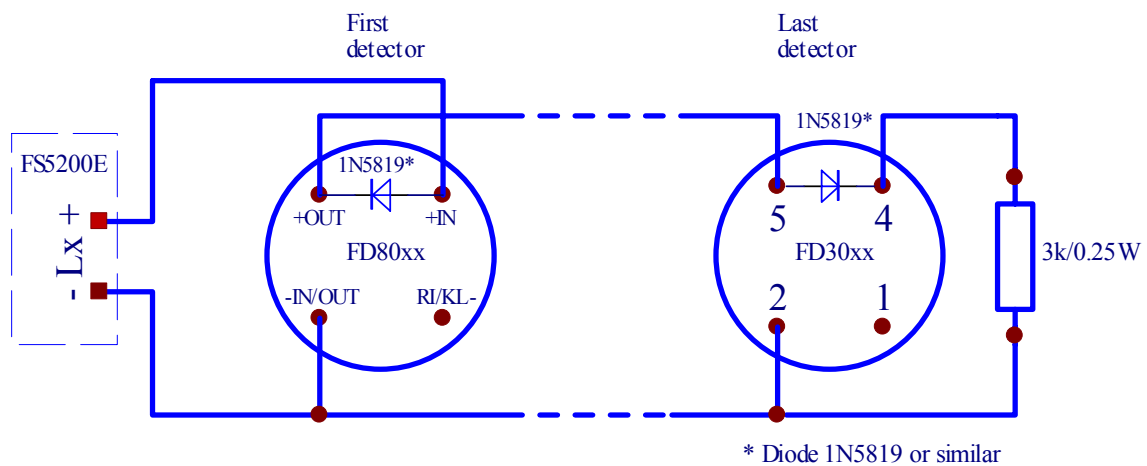 First
detector
Last
detector
1N5819*
FS5200E
1N5819*
+OUT
+IN
5
4
- Lx +
FD80xx
FD30xx
3k/0.25W
-IN/OUT
RI/KL-
2
1
* Diode 1N5819 or similar